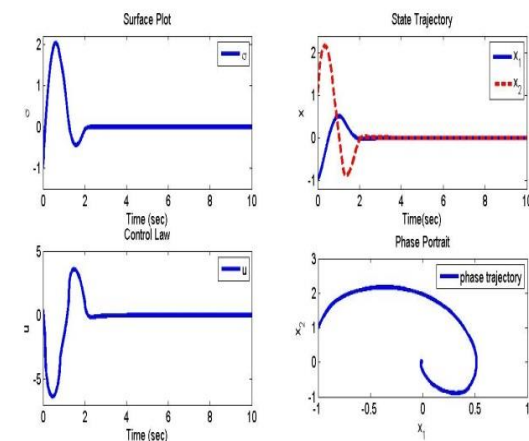 Surface Plot
2
1
0
-1
σ
σ
0 2 4 6 8 10
Time (sec)
State Trajectory
2
1
0
-1
x
x1
x2
0 2 4 6 8 10
Time(sec)
Control Law
5
0
-5
u
u
0 2 4 6 8 10
Time (sec)
Phase Portrait
3
2
1
0
-1
x2
phase trajectory
-1 -0.5 0 0.5 1
x1